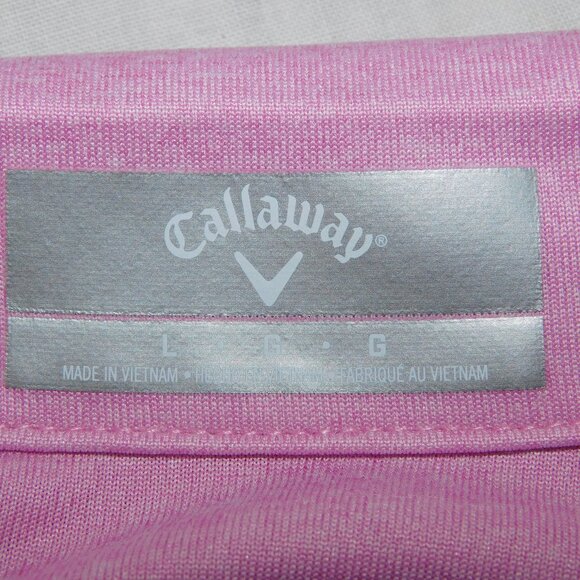 Callaway®
L • G • G
MADE IN VIETNAM • FABRIQUÉ AU VIETNAM